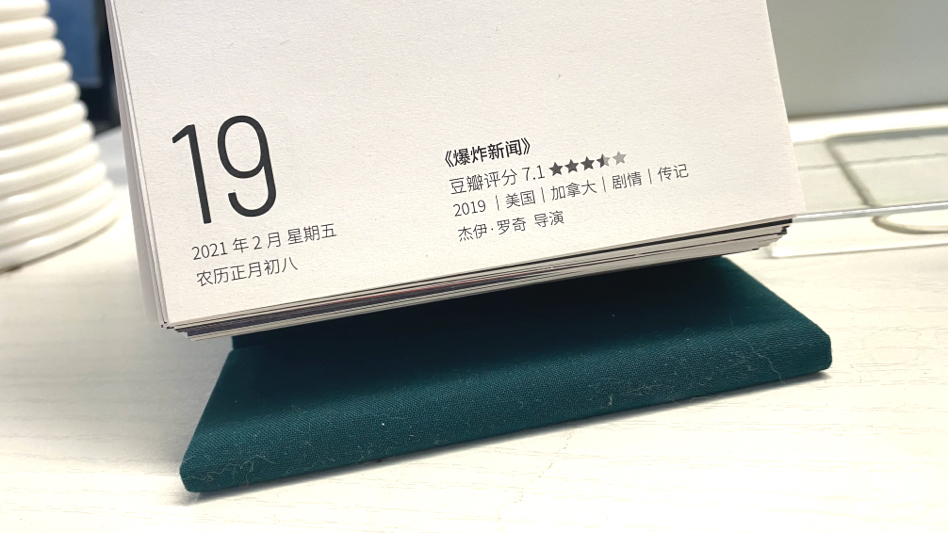 19
2021 年 2 月 星期五
农历正月初八
《爆炸新闻》
豆瓣评分 7.1 ★★★★★
2019 | 美国 | 加拿大 | 剧情 | 传记
杰伊·罗奇 导演